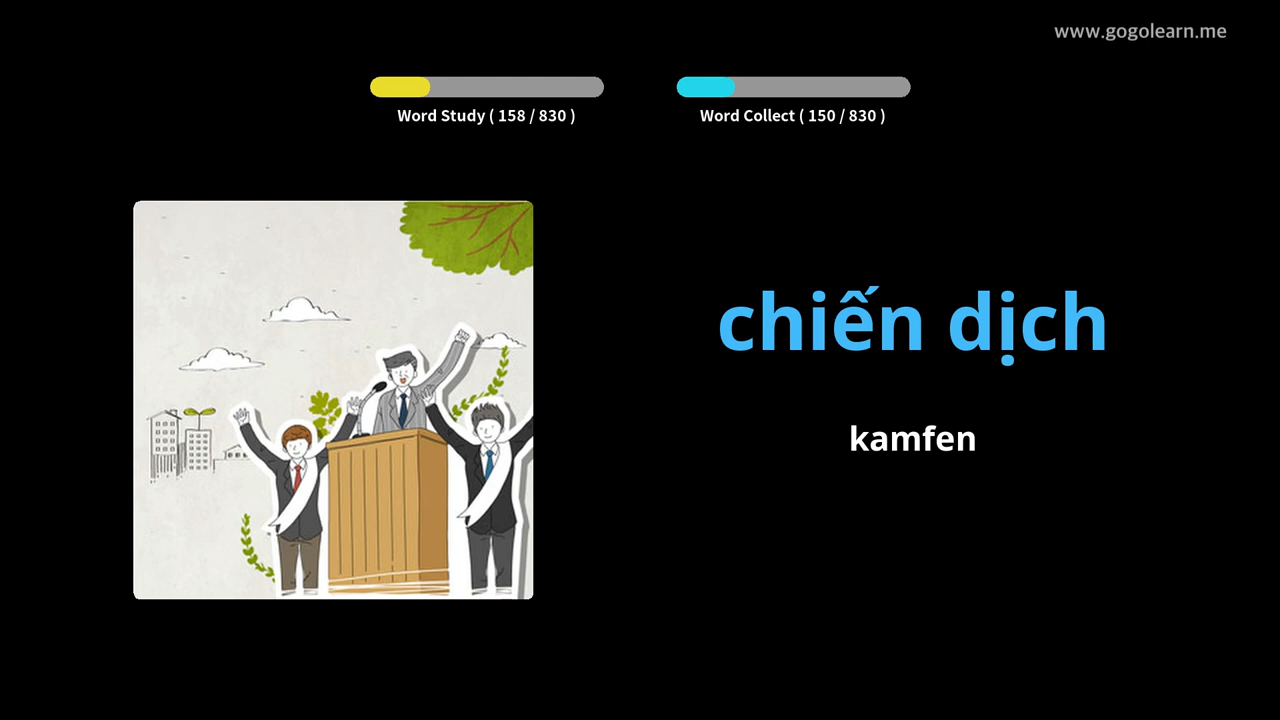 www.gogolearn.me
Word Study ( 158 / 830 )
Word Collect ( 150 / 830 )
chiến dịch
kamfen